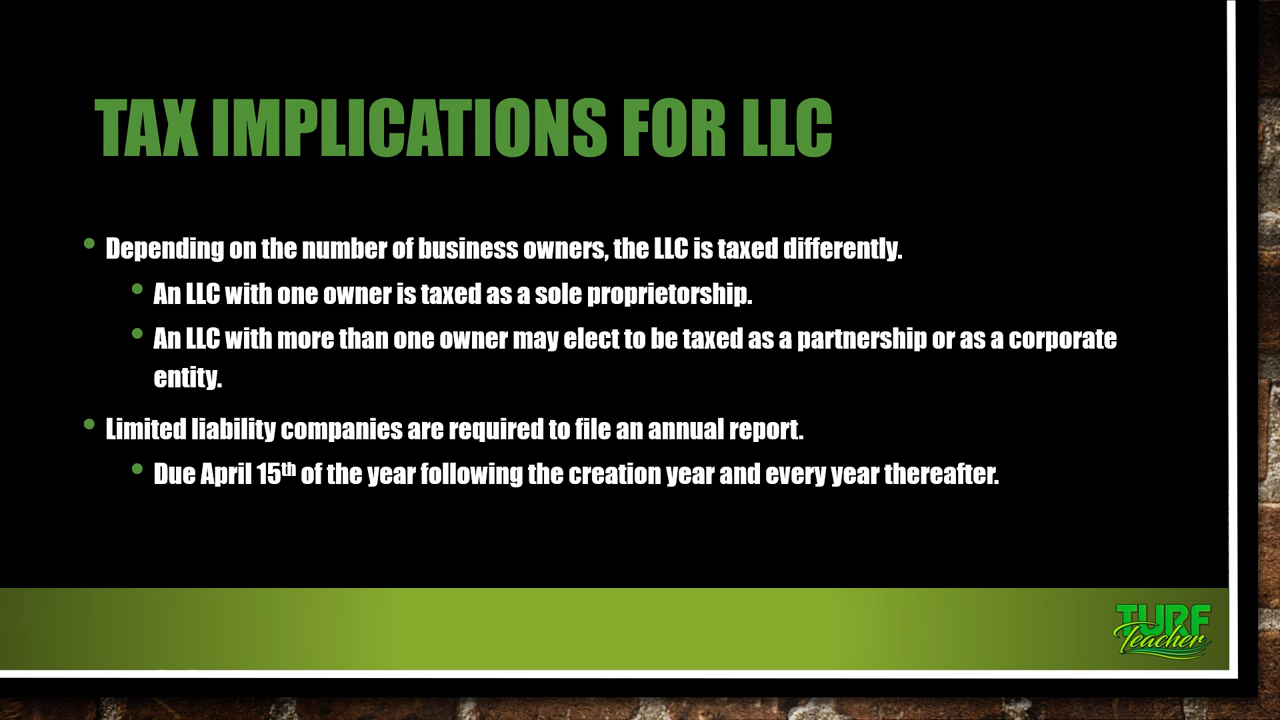 TAX IMPLICATIONS FOR LLC
Depending on the number of business owners, the LLC is taxed differently.
An LLC with one owner is taxed as a sole proprietorship.
An LLC with more than one owner may elect to be taxed as a partnership or as a corporate
entity.
Limited liability companies are required to file an annual report.
Due April 15th of the year following the creation year and every year thereafter.
TURF
Teacher